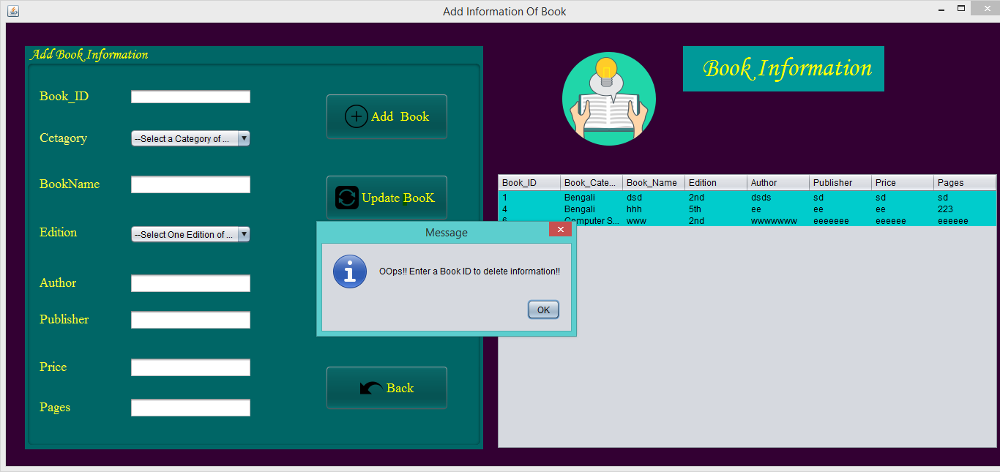 Add Information Of Book
Add Book Information
Book_ID
Cetagory
--Select a Category of ...
BookName
Edition
--Select One Edition of ...
Author
Publisher
Price
Pages
Add  Book
Update BooK
Back
Book Information
Book_ID Book_Cate... Book_Name Edition Author Publisher Price Pages
1 Bengali dsd 2nd dsds sd sd sd
4 Bengali hhh 5th ee ee ee 223
6 Computer S... www 2nd wwwwwww eeeeeee eeeeee eeeeee
Message
OOps!! Enter a Book ID to delete information!!
OK